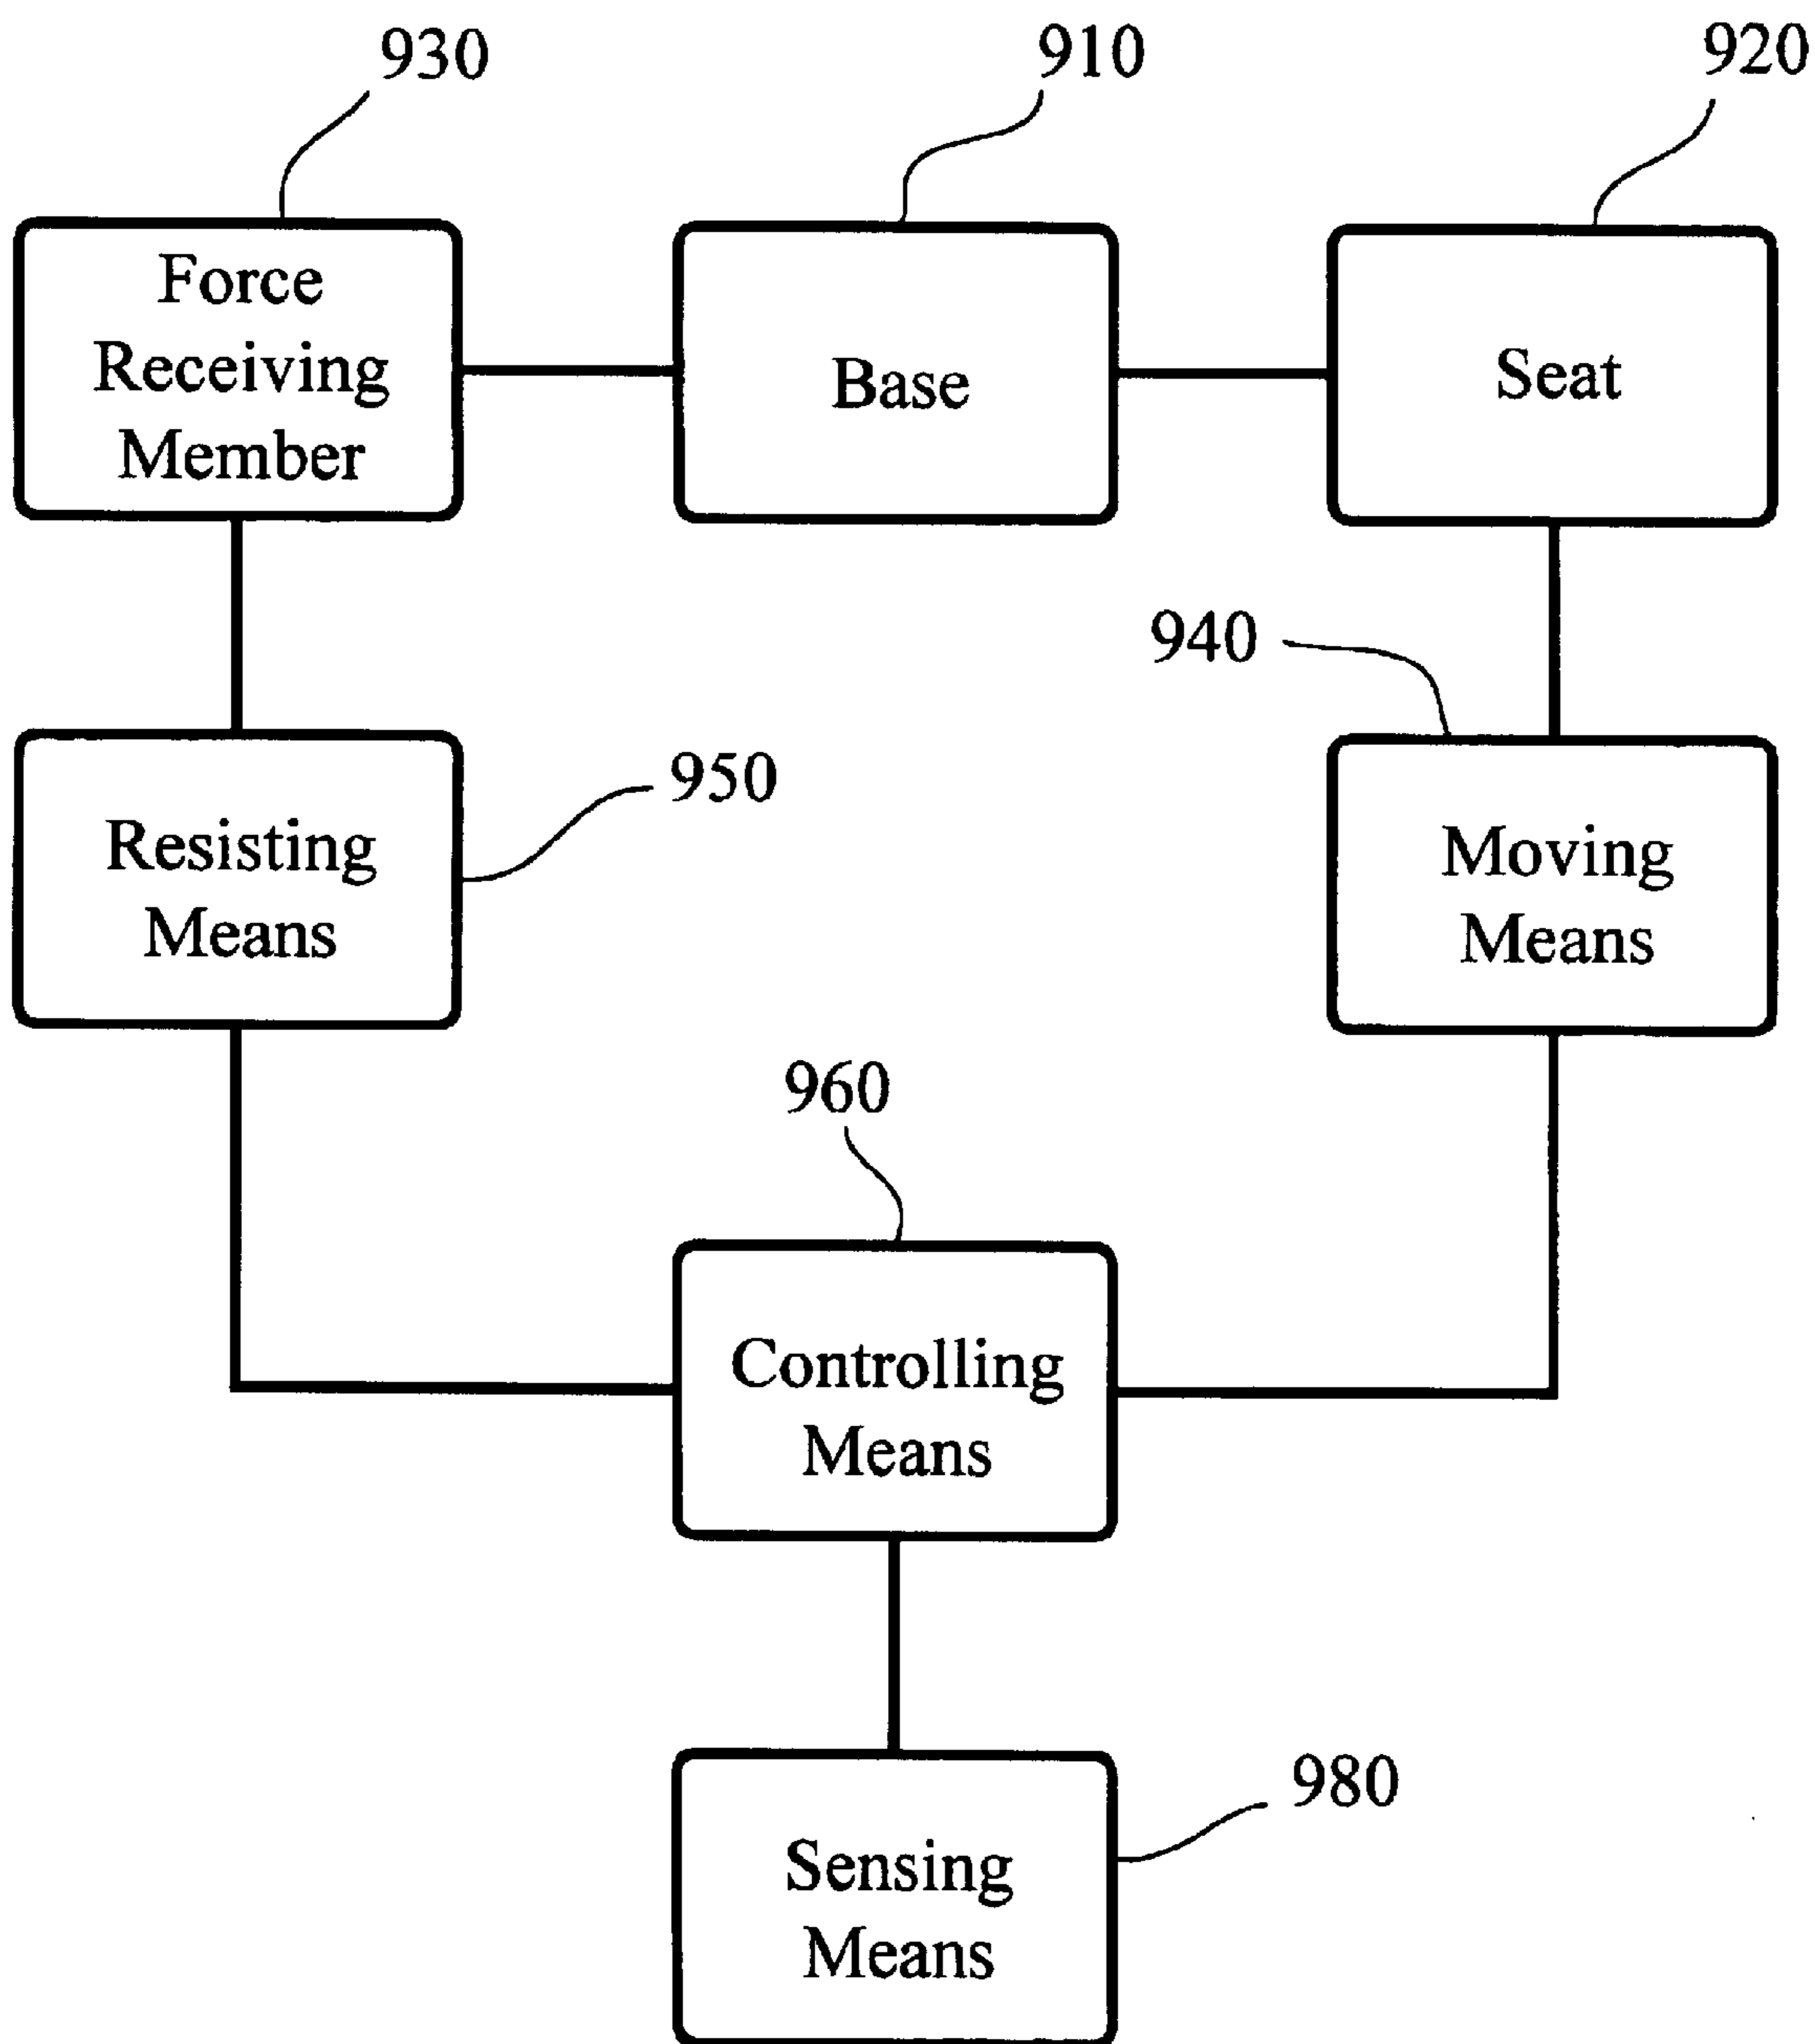 930
910
920
Force
Receiving
Member
Base
Seat
940
950
Resisting
Means
Moving
Means
960
Controlling
Means
980
Sensing
Means